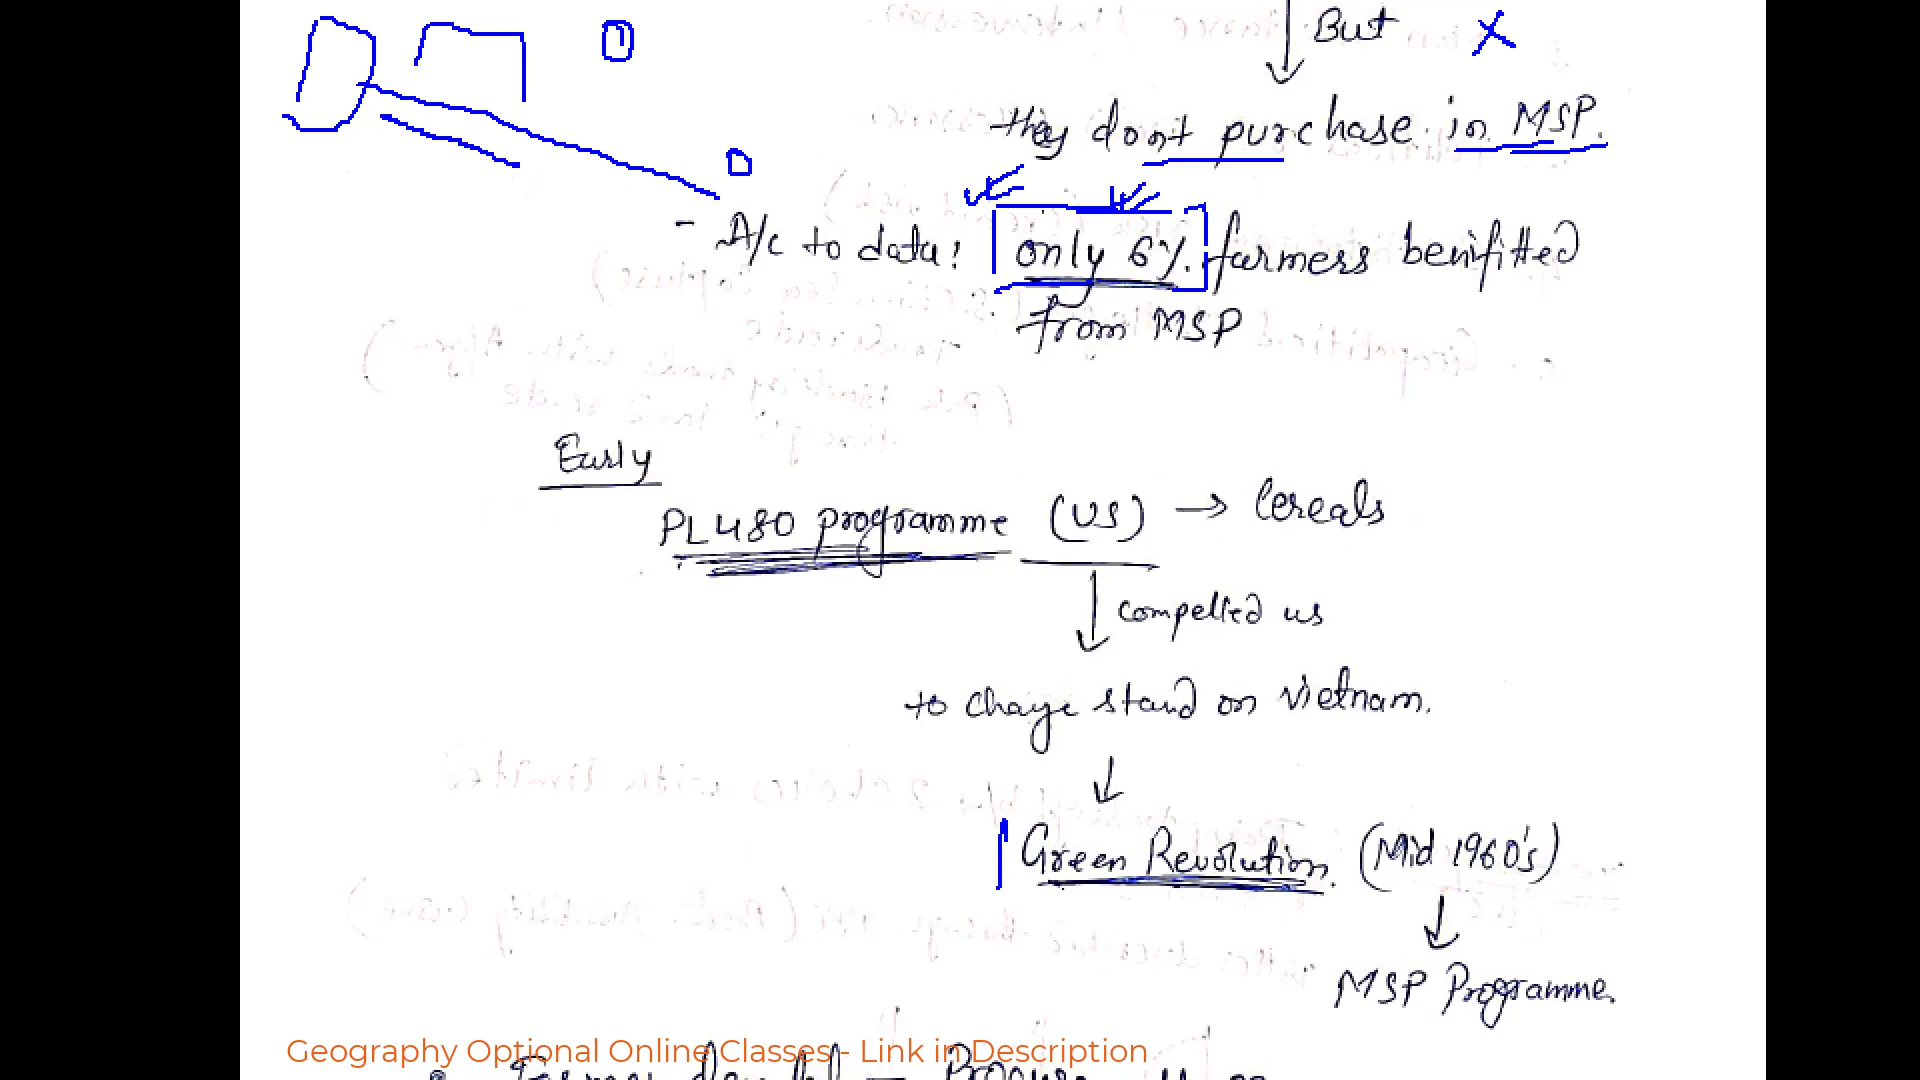 But X
they dont purchase in MSP.
- A/c to data: only 6% farmers benifitted
from MSP
Early
PL480 programme (US) → Cereals
compelled us
to change stand on vietnam.
Green Revolution. (Mid 1960's)
MSP Programme.
Geography Optional Online Classes - Link in Description